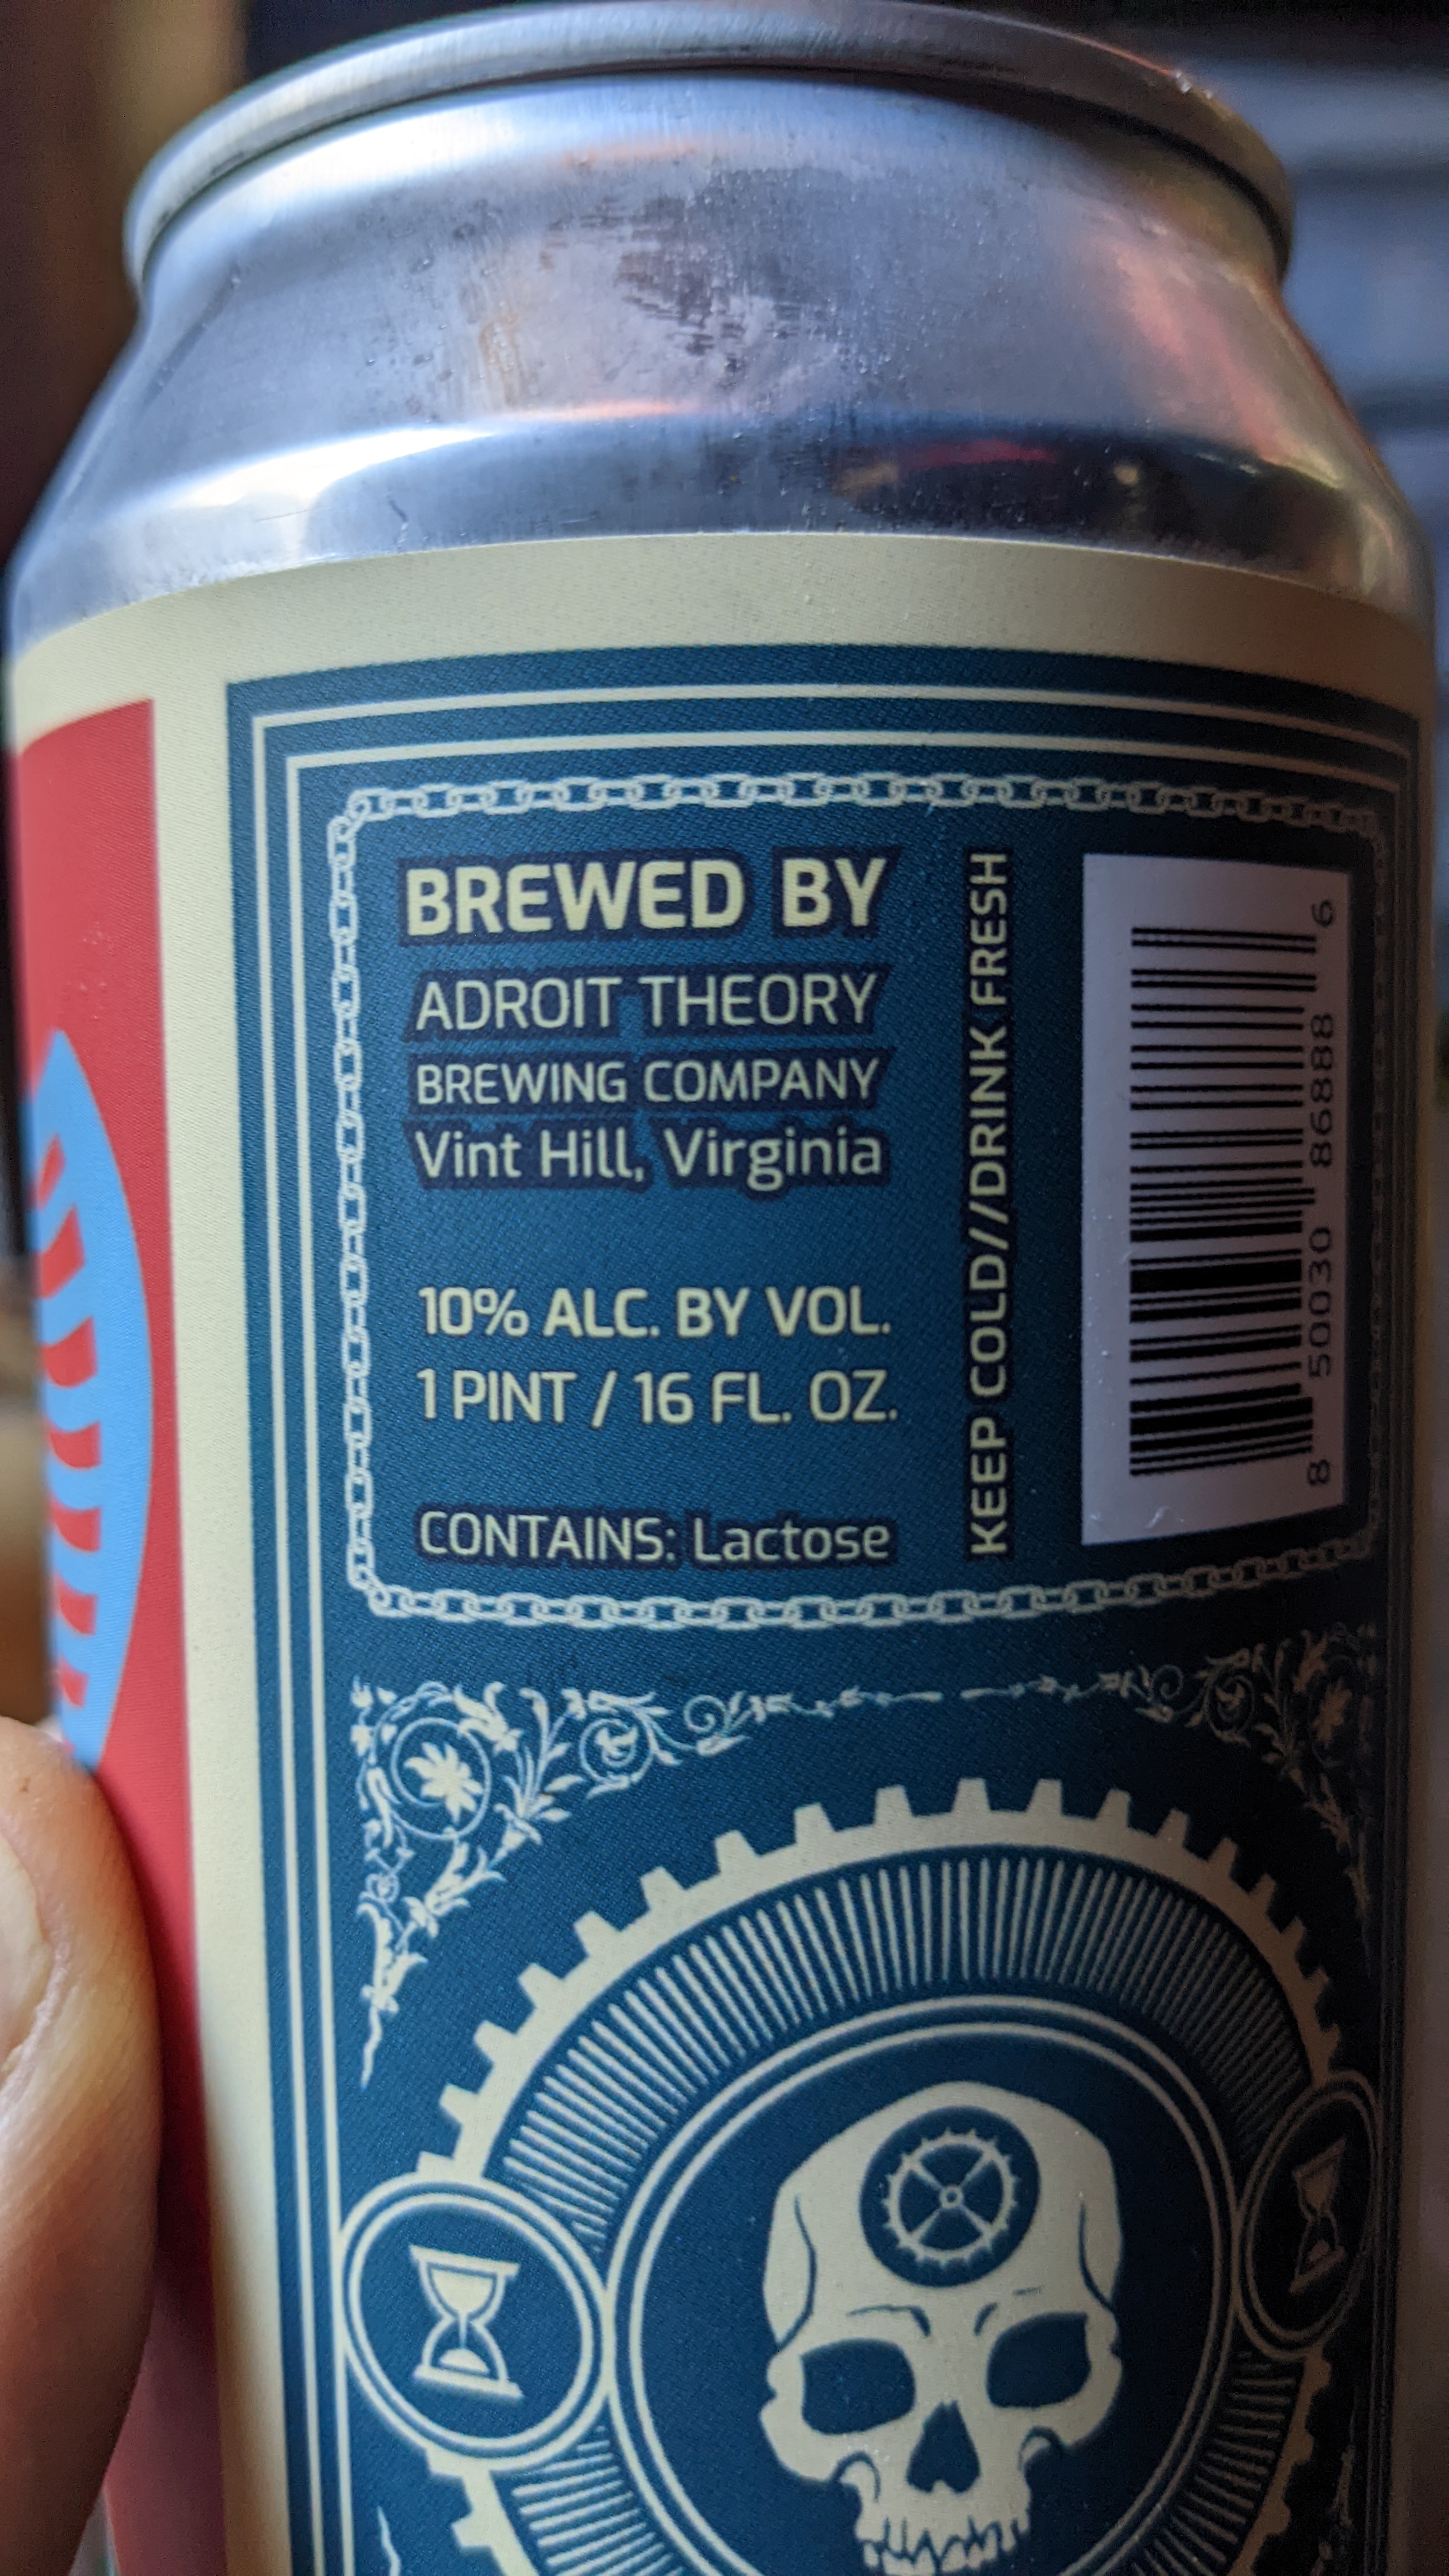 BREWED BY
ADROIT THEORY
BREWING COMPANY
Vint Hill, Virginia
10% ALC. BY VOL.
1 PINT / 16 FL. OZ.
CONTAINS: Lactose
KEEP COLD//DRINK FRESH
8 50030 86888 6